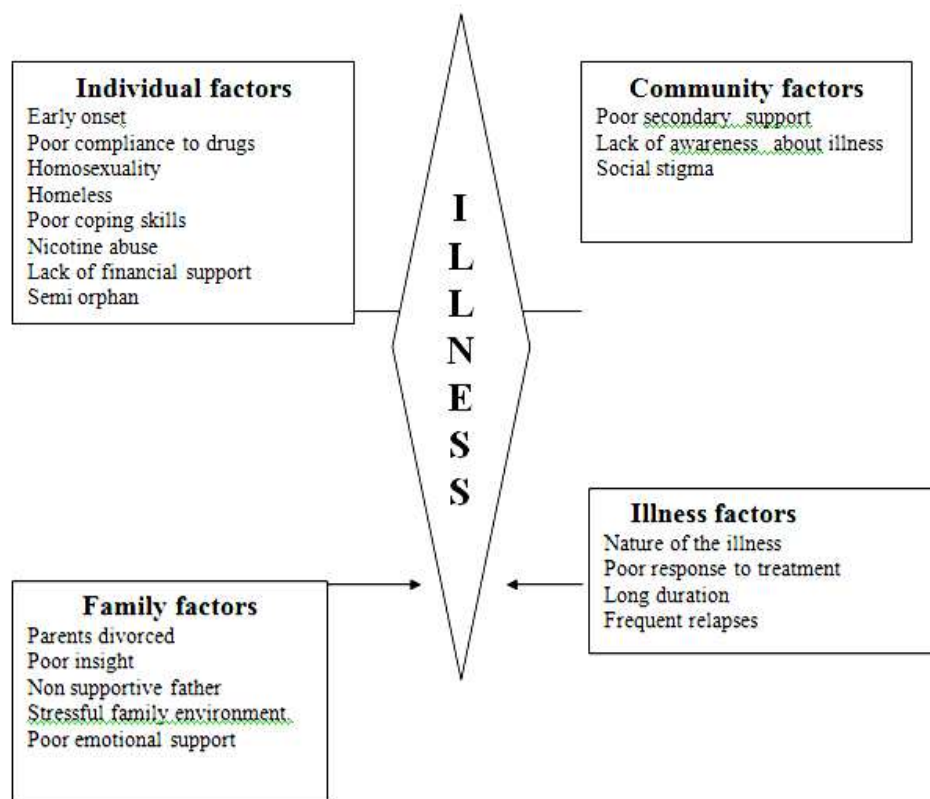 Individual factors
Early onset
Poor compliance to drugs
Homosexuality
Homeless
Poor coping skills
Nicotine abuse
Lack of financial support
Semi orphan
Community factors
Poor secondary support
Lack of awareness about illness
Social stigma
I
L
L
N
E
S
S
Family factors
Parents divorced
Poor insight
Non supportive father
Stressful family environment.
Poor emotional support
Illness factors
Nature of the illness
Poor response to treatment
Long duration
Frequent relapses